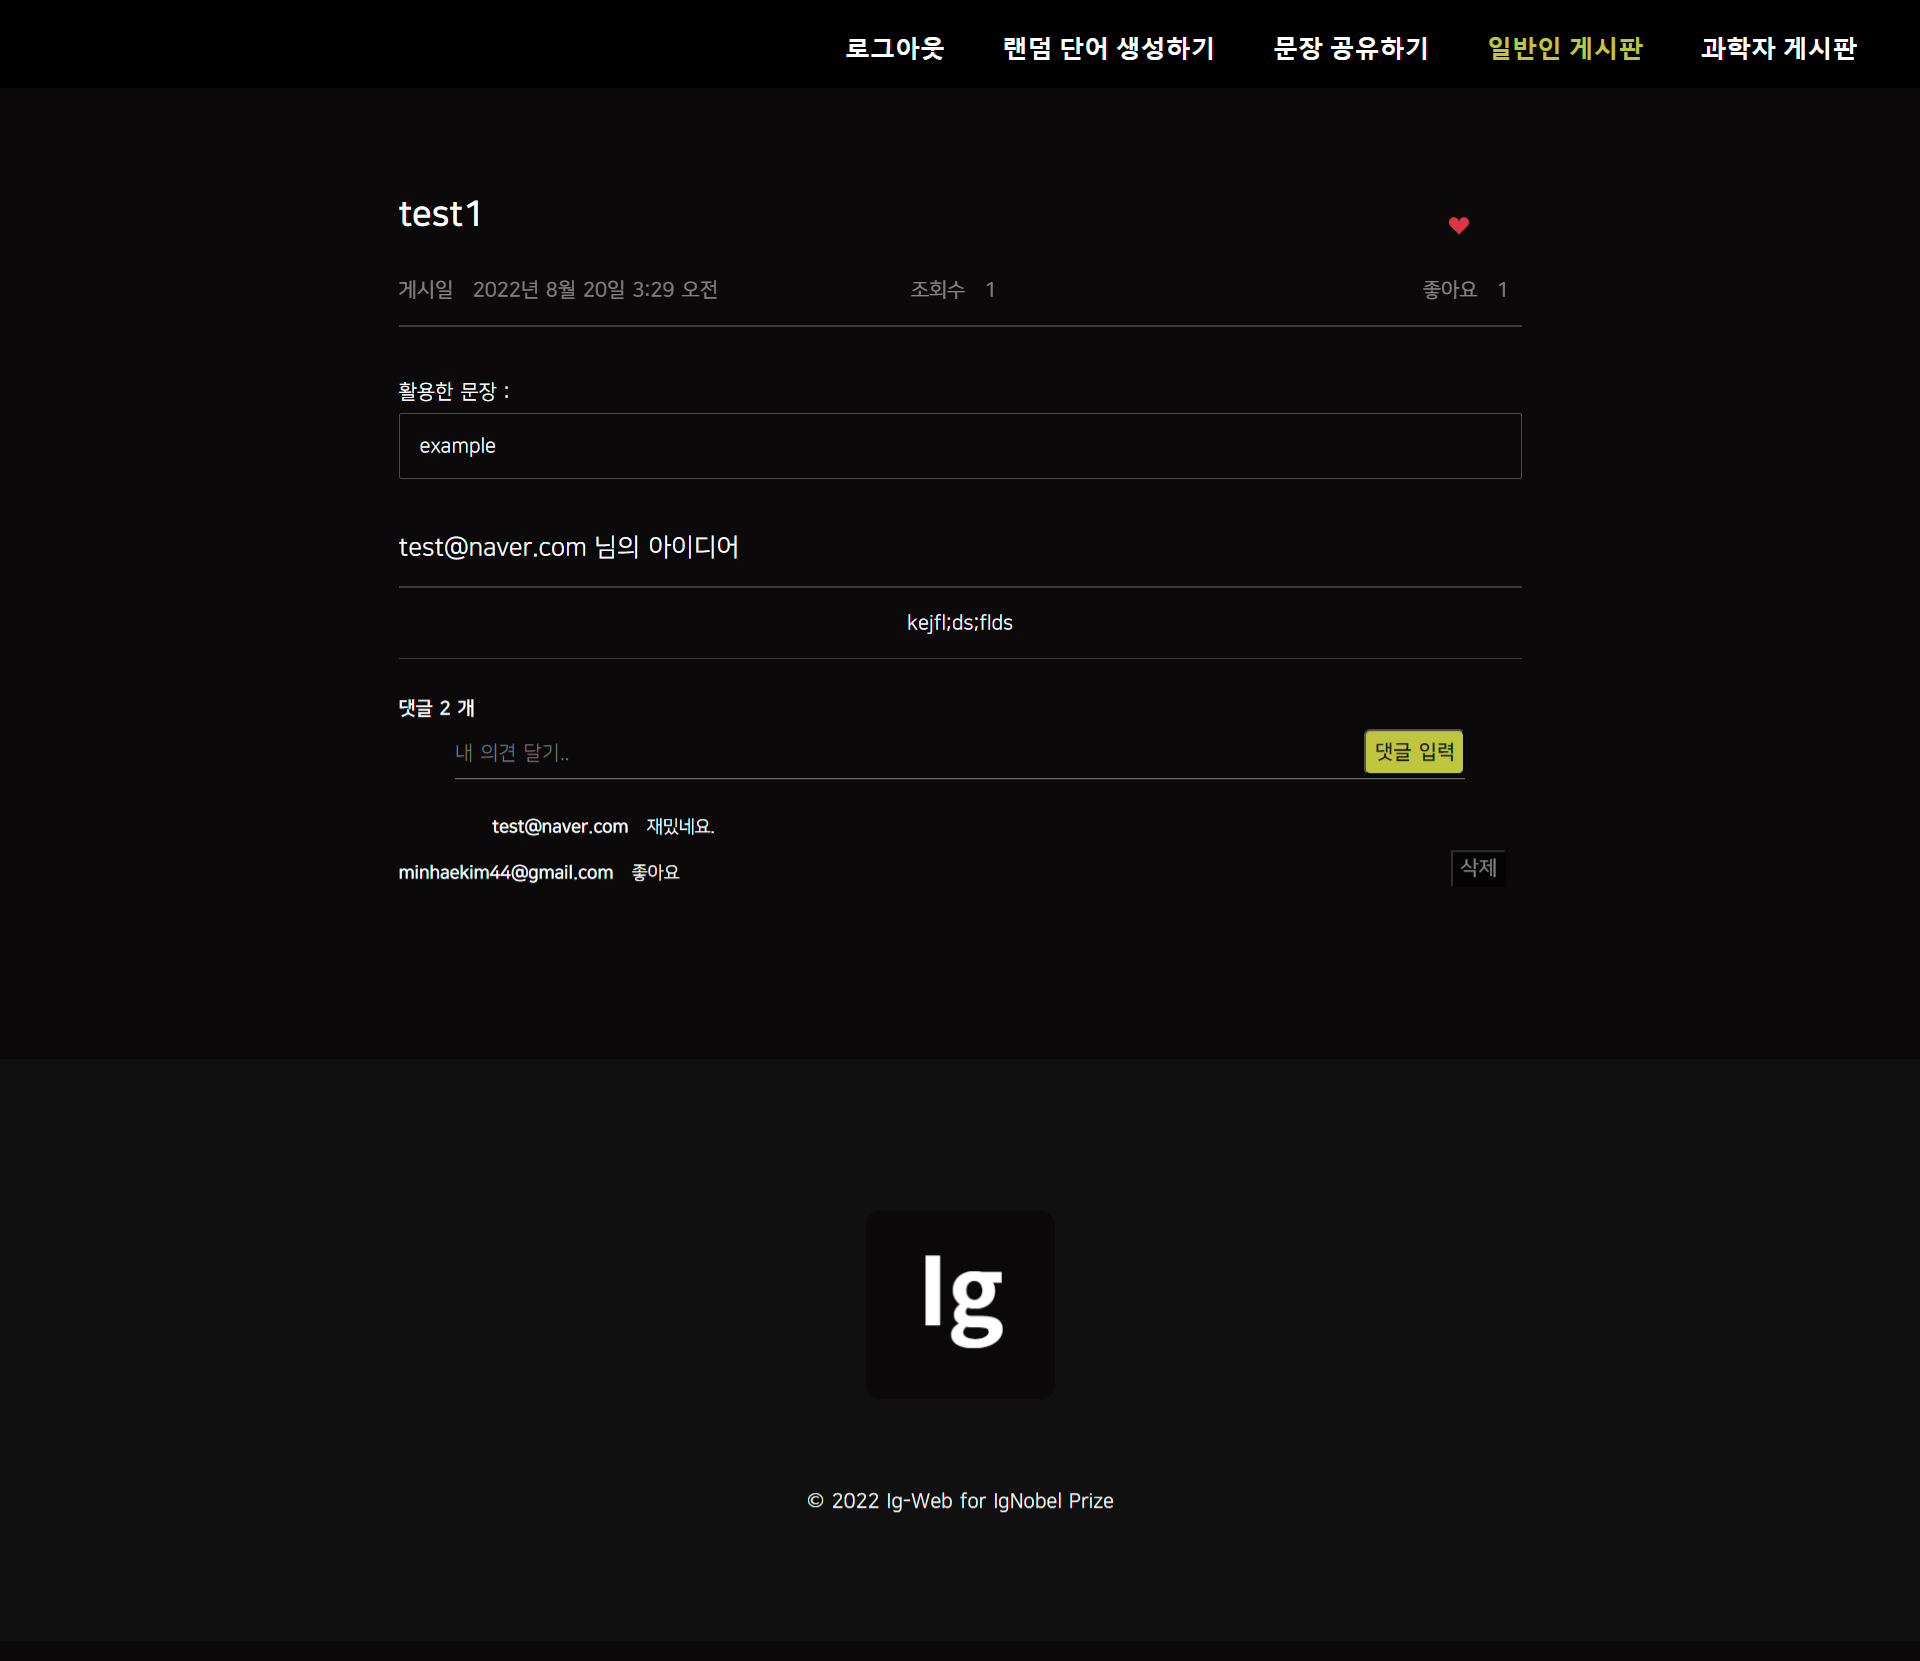 로그아웃 랜덤 단어 생성하기 문장 공유하기 일반인 게시판 과학자 게시판
test1
게시일 2022년 8월 20일 3:29 오전 조회수 1 좋아요 1
활용한 문장 :
example
test@naver.com 님의 아이디어
kejfl;ds;flds
댓글 2 개
내 의견 달기.. 댓글 입력
test@naver.com 재밌네요.
minhaekim44@gmail.com 좋아요 삭제
Ig
© 2022 Ig-Web for IgNobel Prize